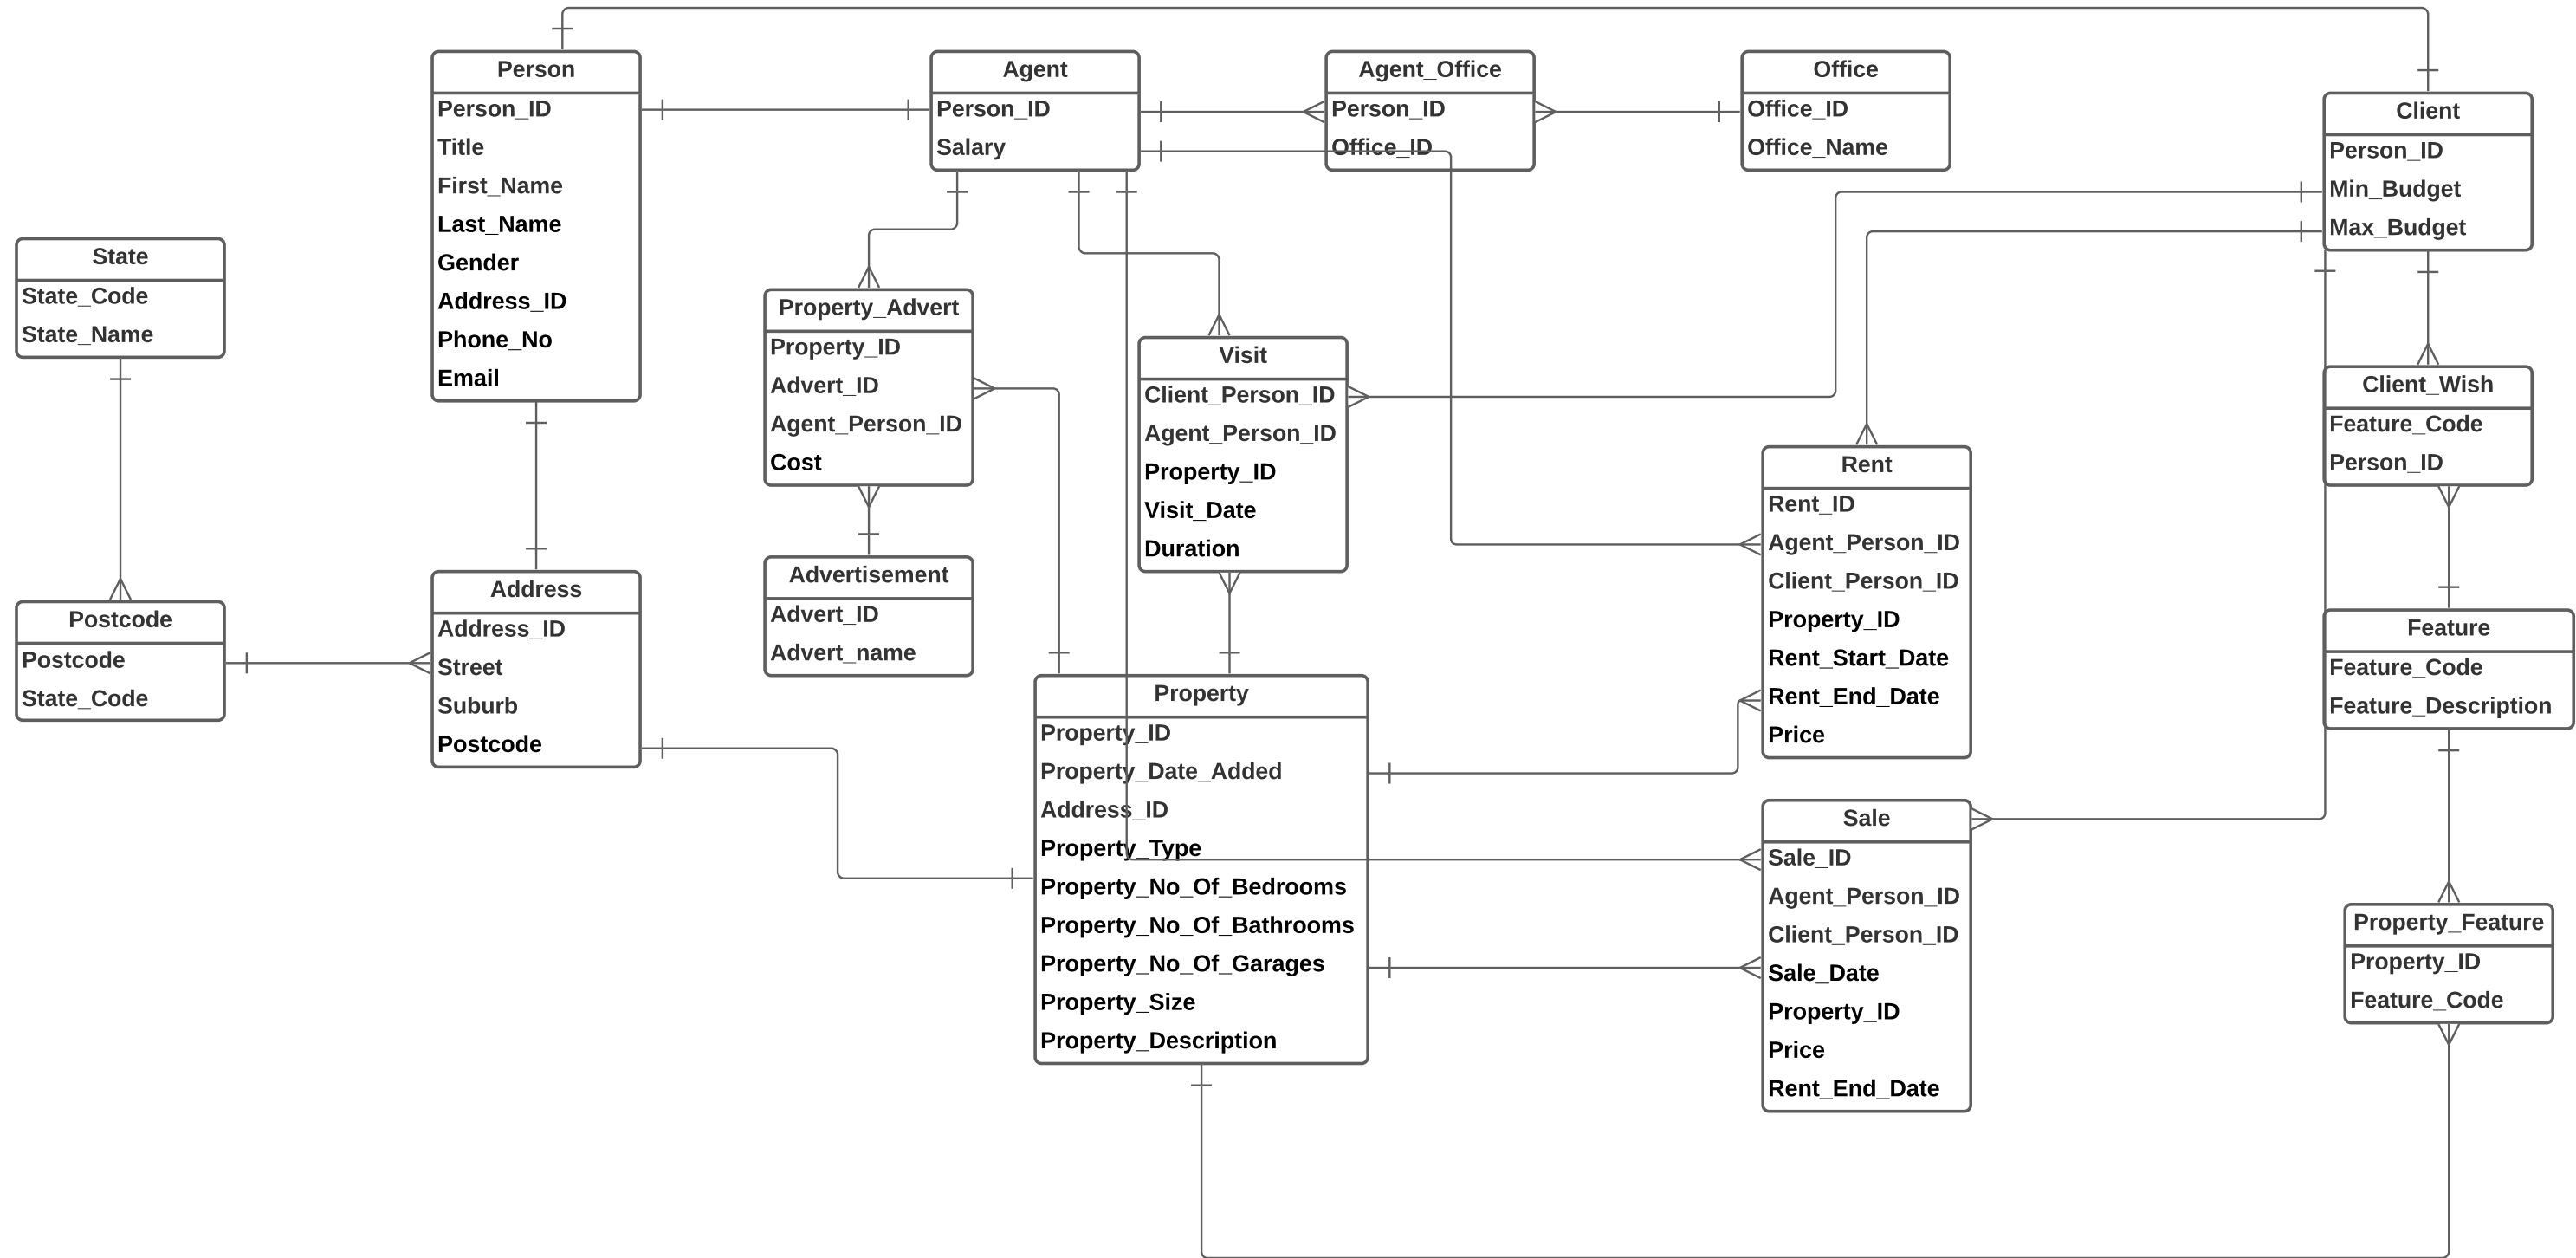 Person
Person_ID
Title
First_Name
Last_Name
Gender
Address_ID
Phone_No
Email
Agent
Person_ID
Salary
Agent_Office
Person_ID
Office_ID
Office
Office_ID
Office_Name
Client
Person_ID
Min_Budget
Max_Budget
State
State_Code
State_Name
Property_Advert
Property_ID
Advert_ID
Agent_Person_ID
Cost
Visit
Client_Person_ID
Agent_Person_ID
Property_ID
Visit_Date
Duration
Client_Wish
Feature_Code
Person_ID
Rent
Rent_ID
Agent_Person_ID
Client_Person_ID
Property_ID
Rent_Start_Date
Rent_End_Date
Price
Advertisement
Advert_ID
Advert_name
Address
Address_ID
Street
Suburb
Postcode
Postcode
Postcode
State_Code
Feature
Feature_Code
Feature_Description
Property
Property_ID
Property_Date_Added
Address_ID
Property_Type
Property_No_Of_Bedrooms
Property_No_Of_Bathrooms
Property_No_Of_Garages
Property_Size
Property_Description
Sale
Sale_ID
Agent_Person_ID
Client_Person_ID
Sale_Date
Property_ID
Price
Rent_End_Date
Property_Feature
Property_ID
Feature_Code